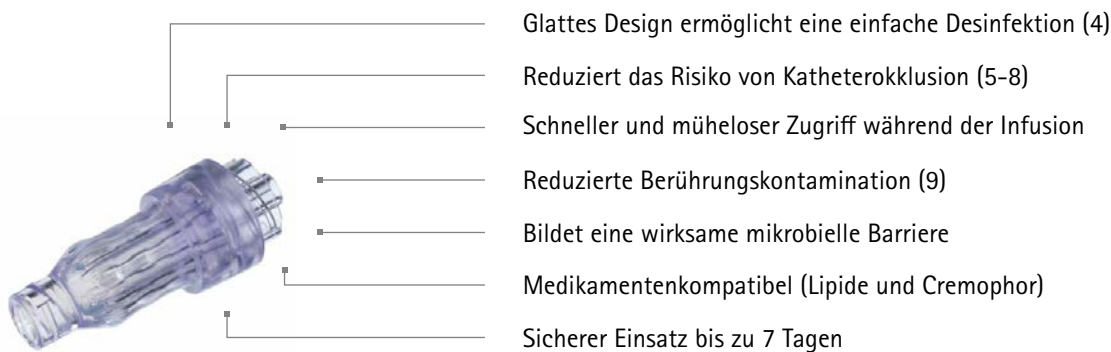 Glattes Design ermöglicht eine einfache Desinfektion (4)
Reduziert das Risiko von Katheterokklusion (5-8)
Schneller und müheloser Zugriff während der Infusion
Reduzierte Berührungskontamination (9)
Bildet eine wirksame mikrobielle Barriere
Medikamentenkompatibel (Lipide und Cremophor)
Sicherer Einsatz bis zu 7 Tagen